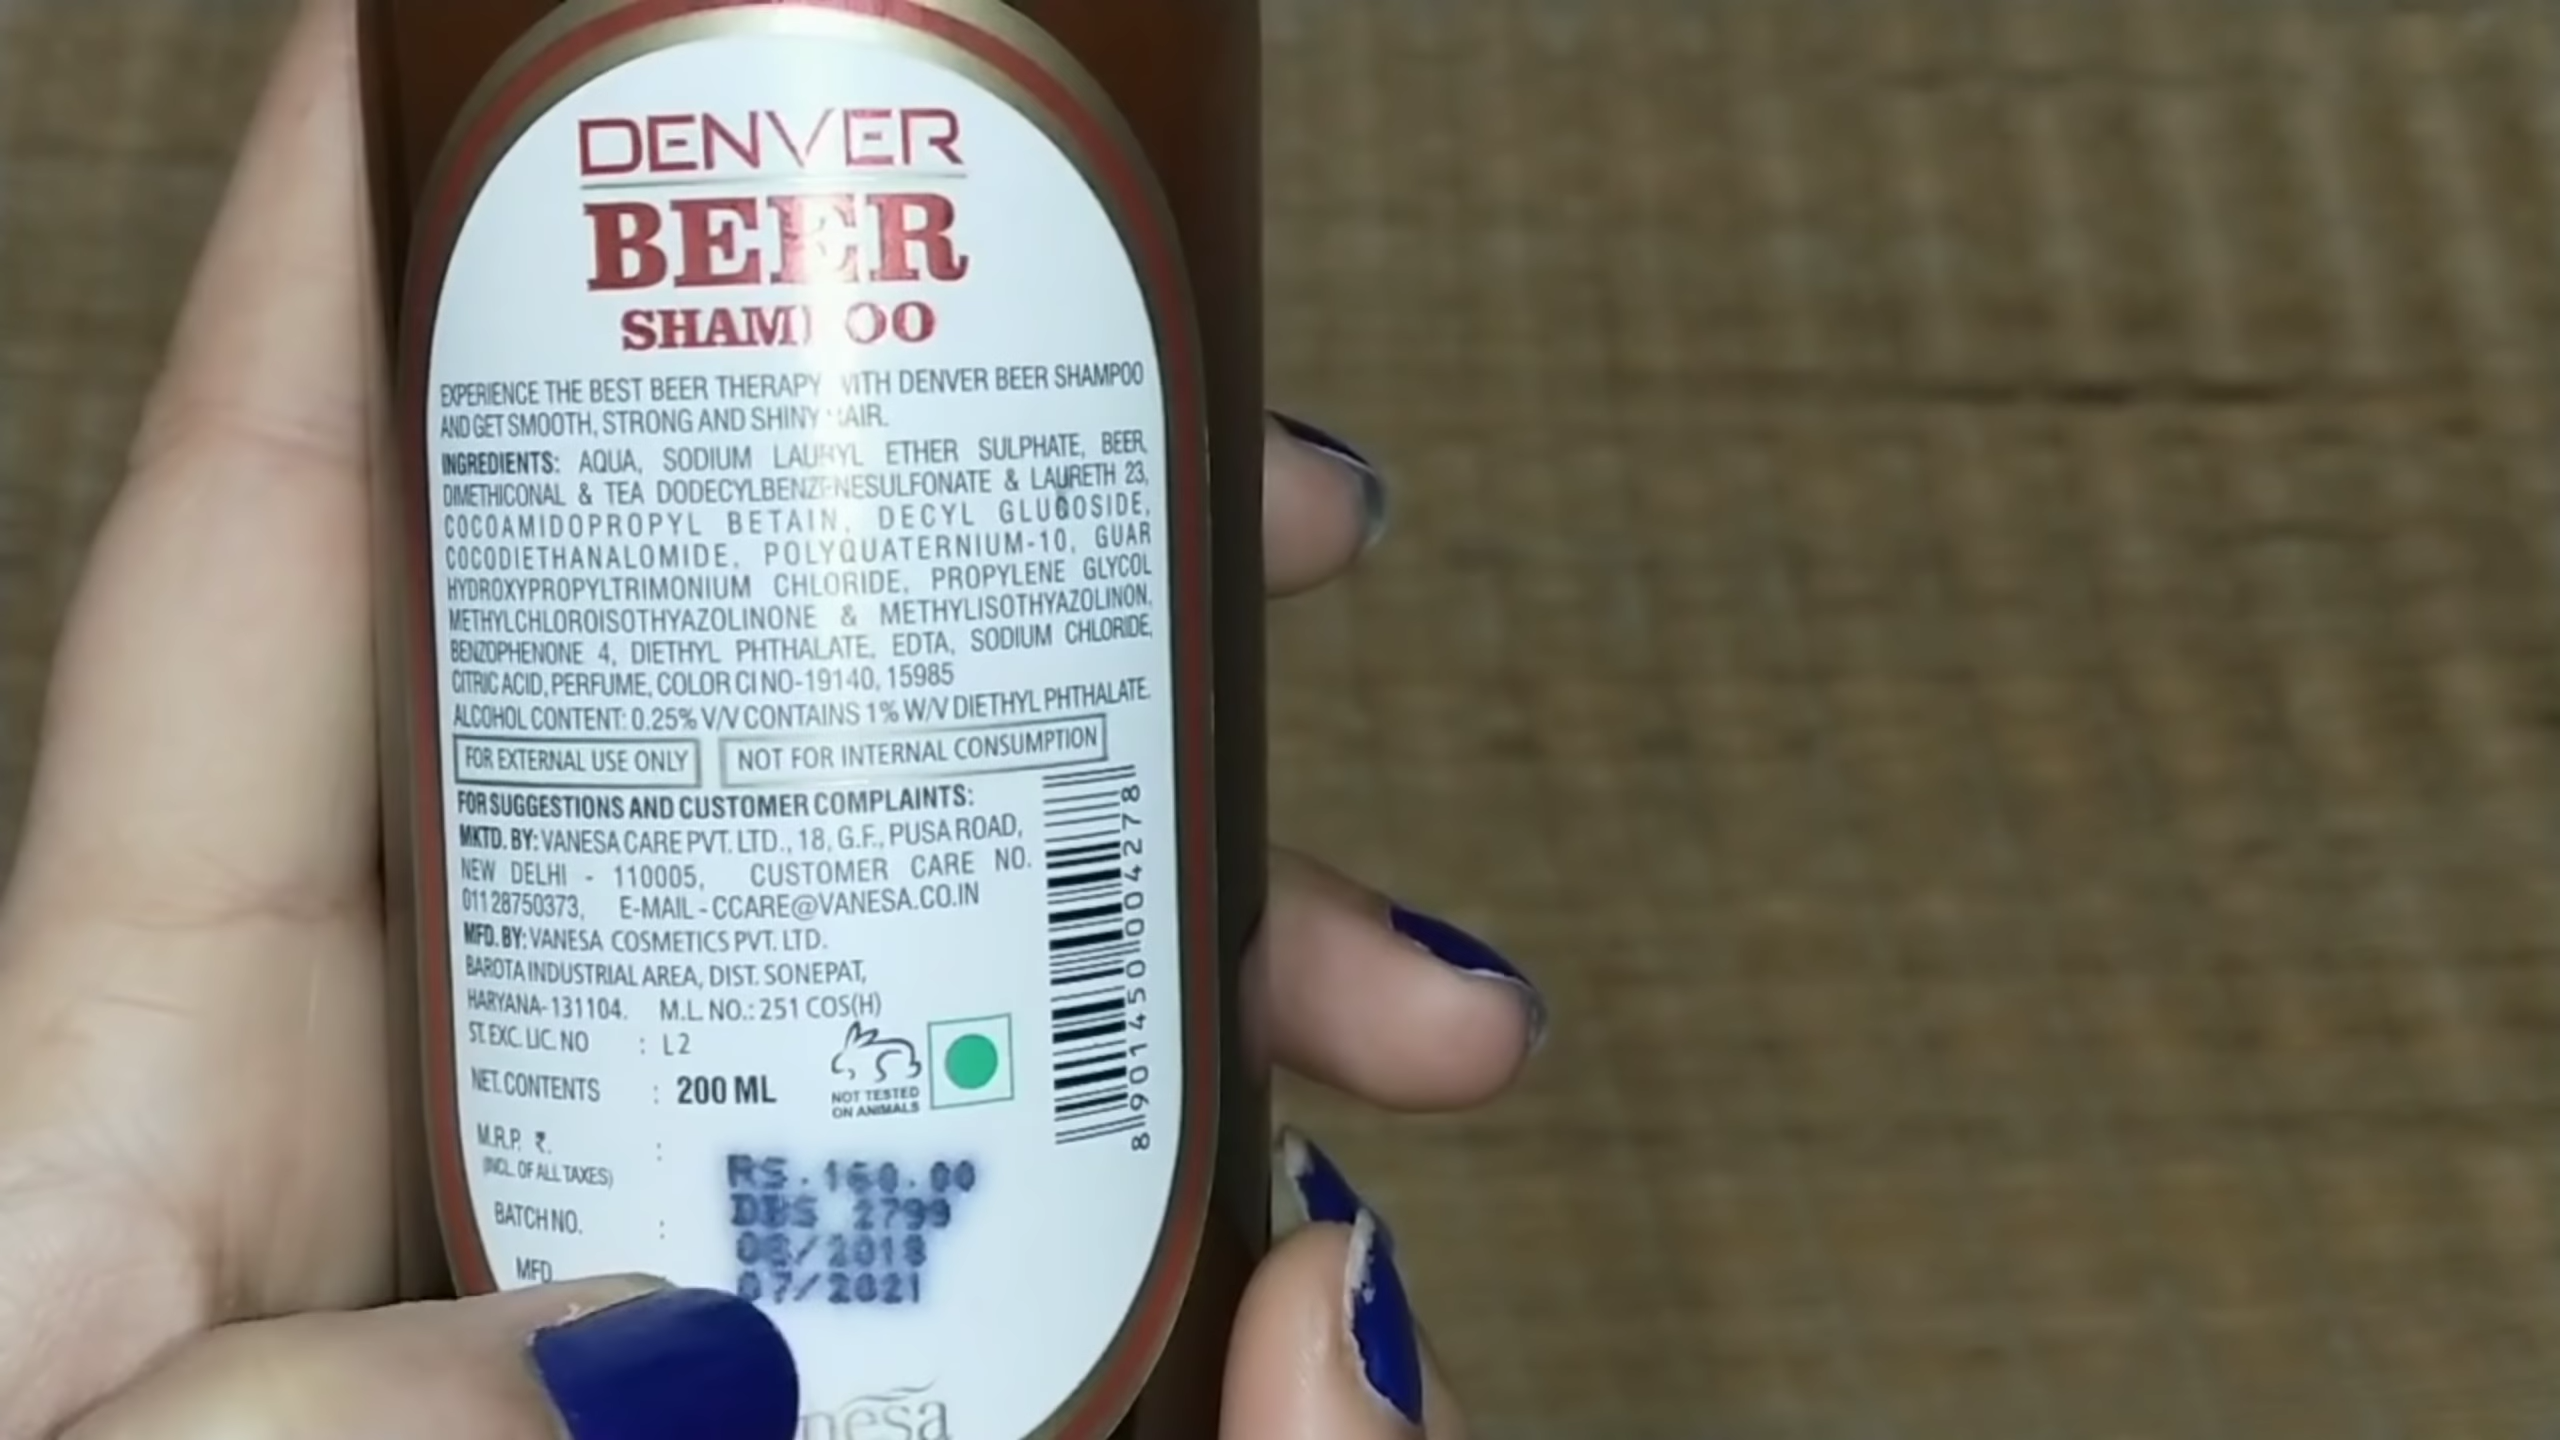 DENVER
BEER
SHAMPOO
EXPERIENCE THE BEST BEER THERAPY WITH DENVER BEER SHAMPOO
AND GET SMOOTH, STRONG AND SHINY HAIR.
INGREDIENTS: AQUA, SODIUM LAURYL ETHER SULPHATE, BEER,
DIMETHICONAL & TEA DODECYLBENZENESULFONATE & LAURETH 23,
COCOAMIDOPROPYL BETAIN, DECYL GLUCOSIDE,
COCODIETHANALOMIDE, POLYQUATERNIUM-10, GUAR
HYDROXYPROPYLTRIMONIUM CHLORIDE, PROPYLENE GLYCOL
METHYLCHLOROISOTHYAZOLINONE & METHYLISOTHYAZOLINON,
BENZOPHENONE 4, DIETHYL PHTHALATE, EDTA, SODIUM CHLORIDE,
CITRIC ACID, PERFUME, COLOR CI NO-19140, 15985
ALCOHOL CONTENT: 0.25% V/V CONTAINS 1% W/V DIETHYL PHTHALATE.
FOR EXTERNAL USE ONLY NOT FOR INTERNAL CONSUMPTION
FOR SUGGESTIONS AND CUSTOMER COMPLAINTS:
MKTD. BY: VANESA CARE PVT. LTD., 18, G.F., PUSA ROAD,
NEW DELHI - 110005, CUSTOMER CARE NO.
01128750373, E-MAIL - CCARE@VANESA.CO.IN
MFD. BY: VANESA COSMETICS PVT. LTD.
BAROTA INDUSTRIAL AREA, DIST. SONEPAT,
HARYANA-131104. M.L. NO.: 251 COS(H)
ST. EXC. LIC. NO : L 2
NET. CONTENTS : 200 ML
NOT TESTED
ON ANIMALS
8901450004278
M.R.P. ₹. :
(INCL. OF ALL TAXES)
RS.160.00
BATCH NO. : DBS 2799
MFD 08/2018
07/2021